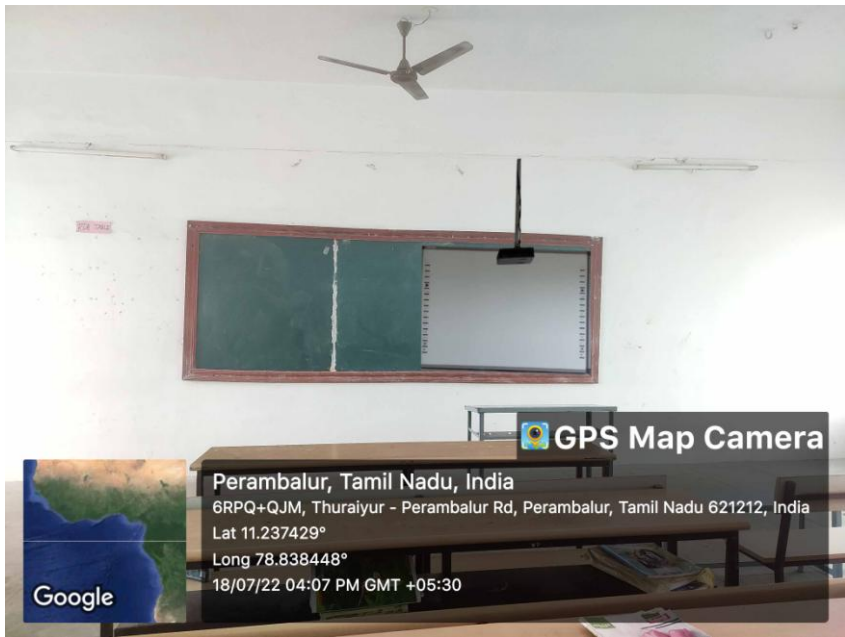 GPS Map Camera
Perambalur, Tamil Nadu, India
6RPQ+QJM, Thuraiyur - Perambalur Rd, Perambalur, Tamil Nadu 621212, India
Lat 11.237429°
Long 78.838448°
18/07/22 04:07 PM GMT +05:30
Google